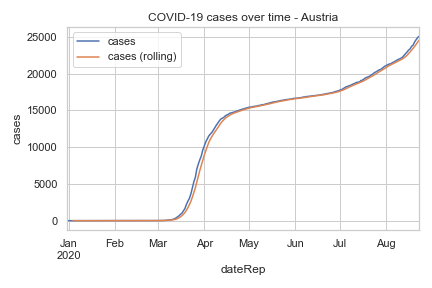 COVID-19 cases over time - Austria
cases
cases (rolling)
25000
20000
15000
10000
5000
0
cases
Jan Feb Mar Apr May Jun Jul Aug
2020
dateRep